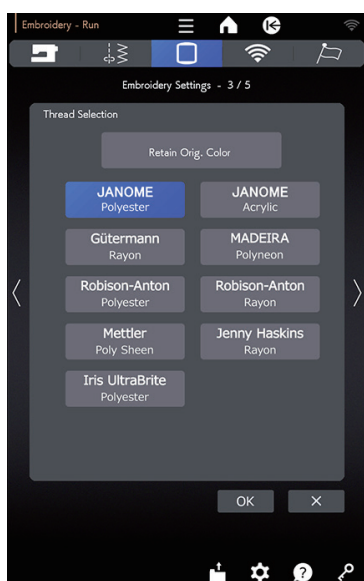 Embroidery - Run
Embroidery Settings - 3 / 5
Thread Selection
Retain Orig. Color
JANOME
Polyester
JANOME
Acrylic
Gütermann
Rayon
MADEIRA
Polyneon
Robison-Anton
Polyester
Robison-Anton
Rayon
Mettler
Poly Sheen
Jenny Haskins
Rayon
Iris UltraBrite
Polyester
OK
X